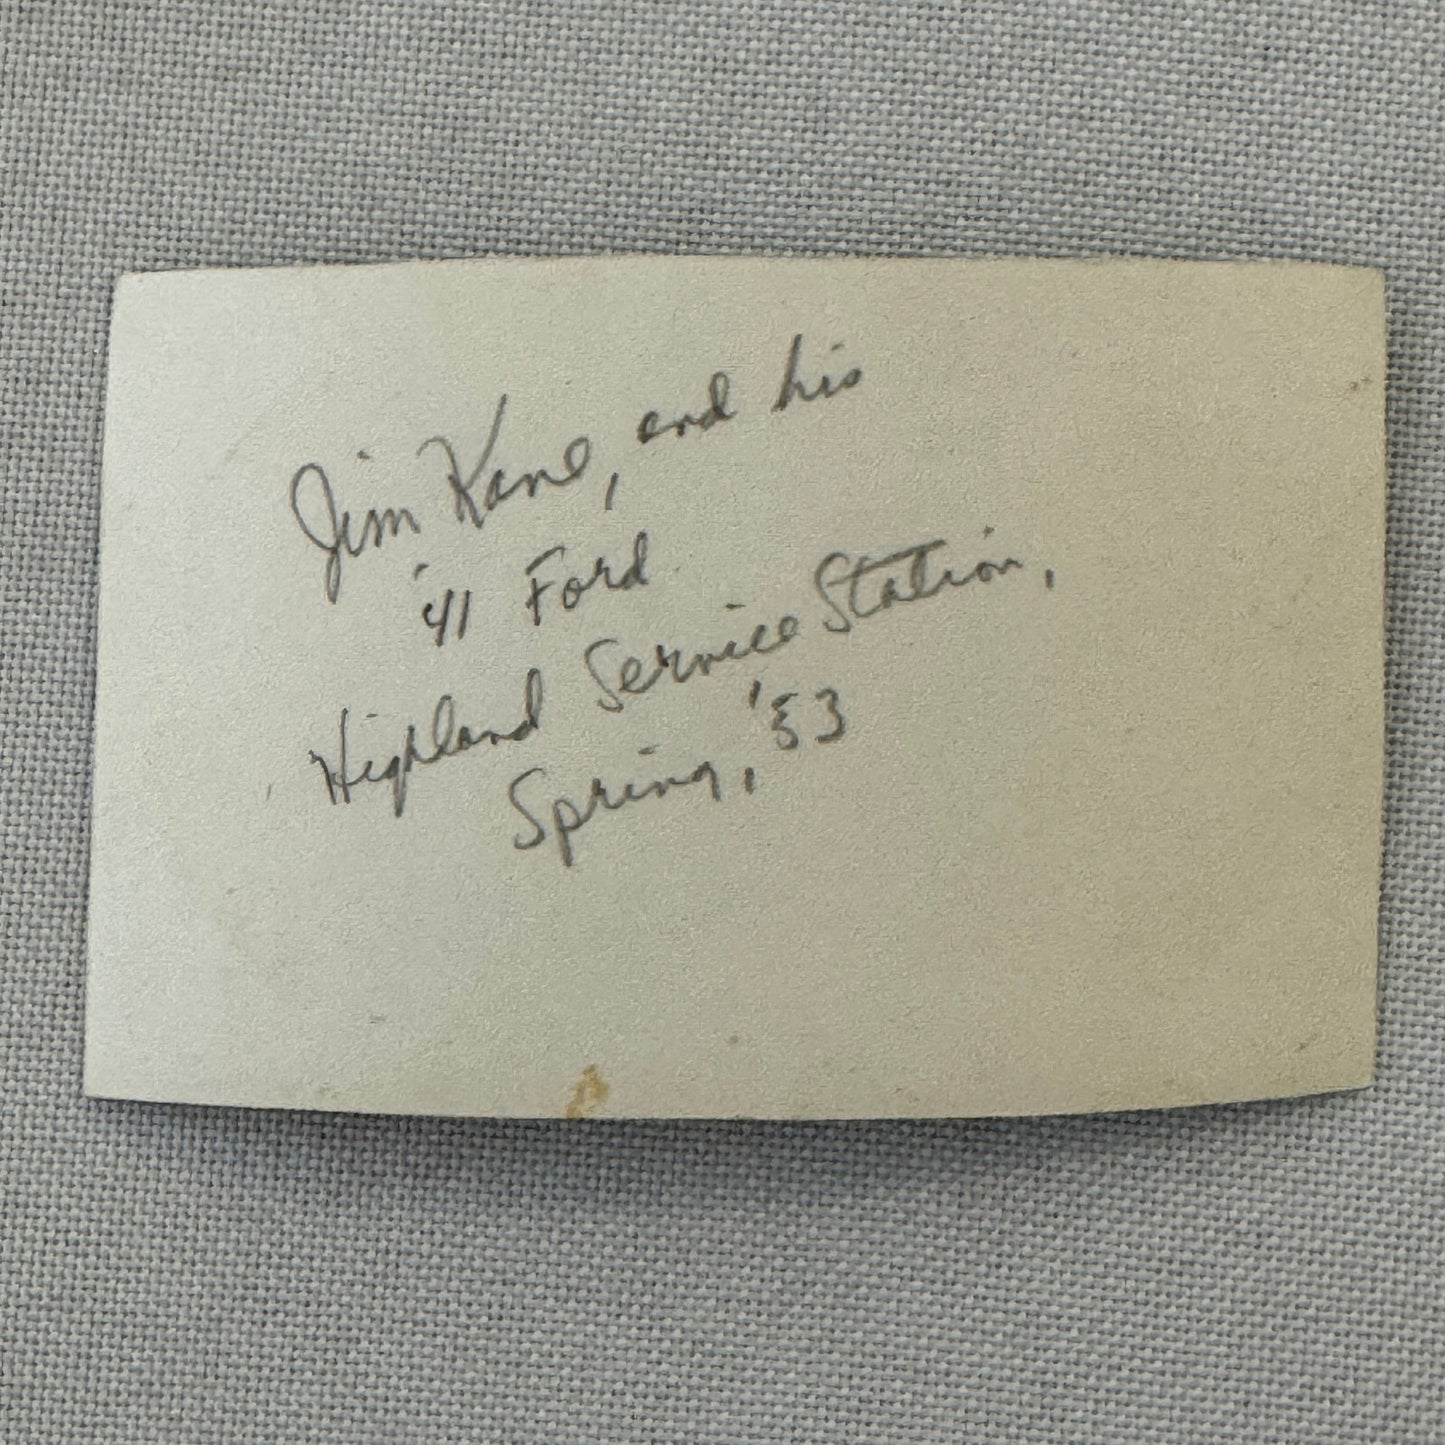 Jim Kane, and his
'41 Ford
Highland Service Station,
Spring, '53